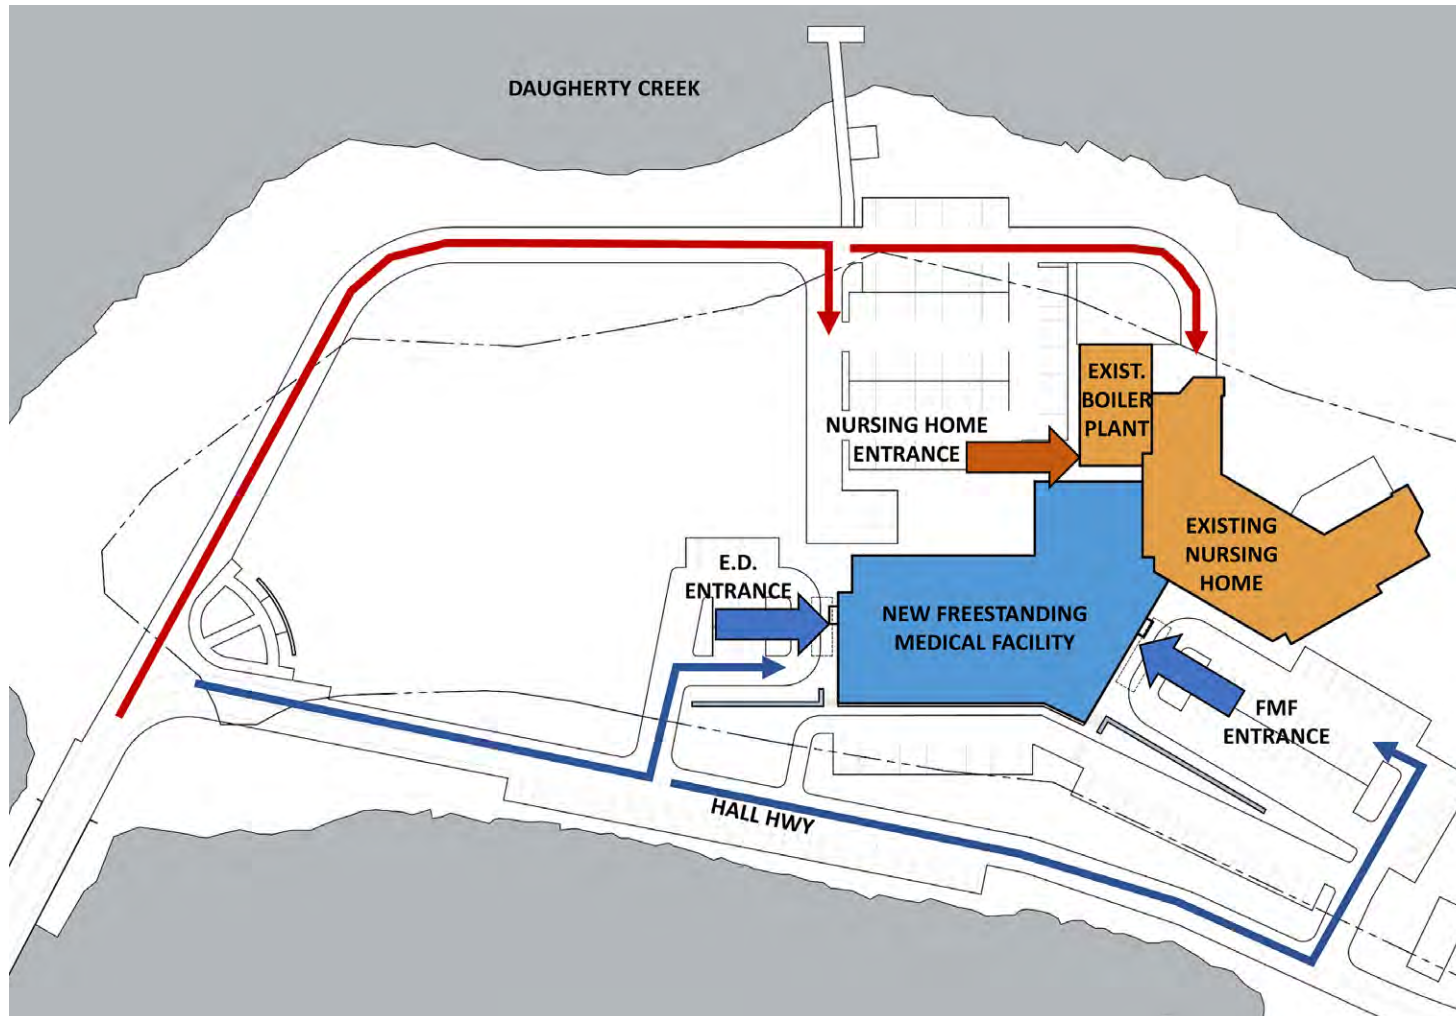 DAUGHERTY CREEK
EXIST.
BOILER
PLANT
NURSING HOME
ENTRANCE
EXISTING
NURSING
HOME
E.D.
ENTRANCE
NEW FREESTANDING
MEDICAL FACILITY
FMF
ENTRANCE
HALL HWY